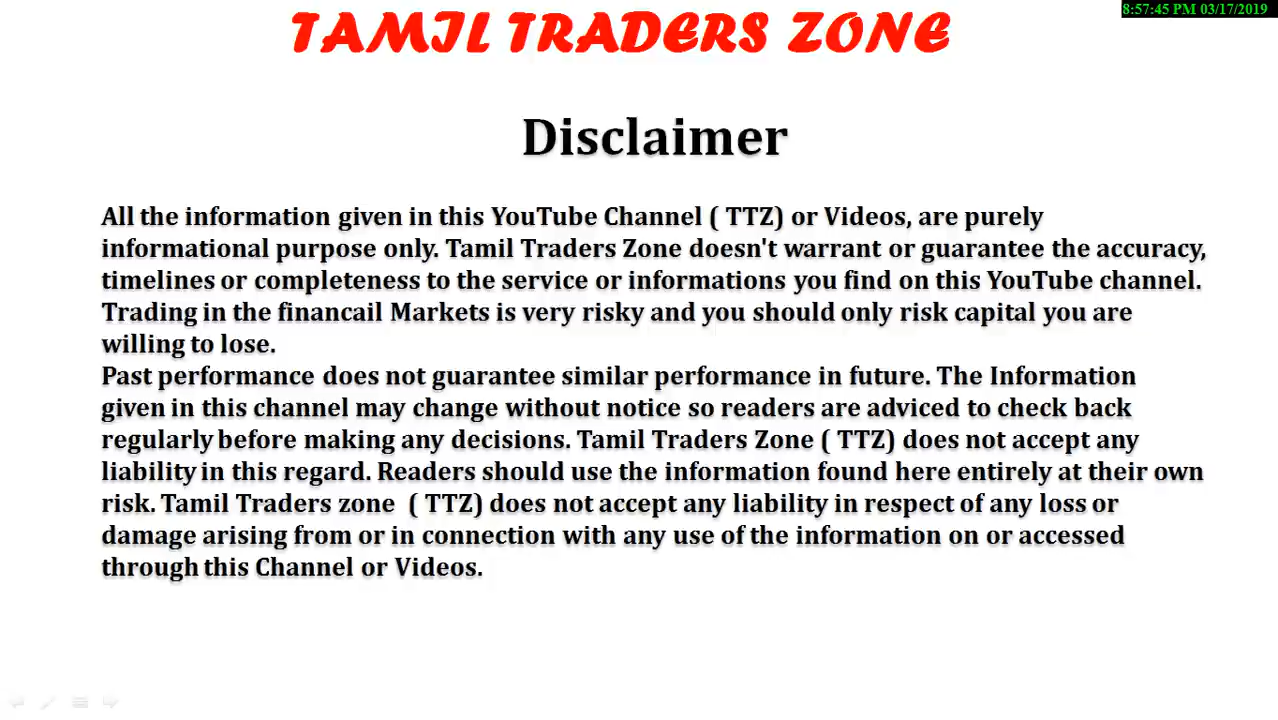 8:57:45 PM 03/17/2019
TAMIL TRADERS ZONE
Disclaimer
All the information given in this YouTube Channel ( TTZ) or Videos, are purely
informational purpose only. Tamil Traders Zone doesn't warrant or guarantee the accuracy,
timelines or completeness to the service or informations you find on this YouTube channel.
Trading in the financail Markets is very risky and you should only risk capital you are
willing to lose.
Past performance does not guarantee similar performance in future. The Information
given in this channel may change without notice so readers are adviced to check back
regularly before making any decisions. Tamil Traders Zone ( TTZ) does not accept any
liability in this regard. Readers should use the information found here entirely at their own
risk. Tamil Traders zone  ( TTZ) does not accept any liability in respect of any loss or
damage arising from or in connection with any use of the information on or accessed
through this Channel or Videos.